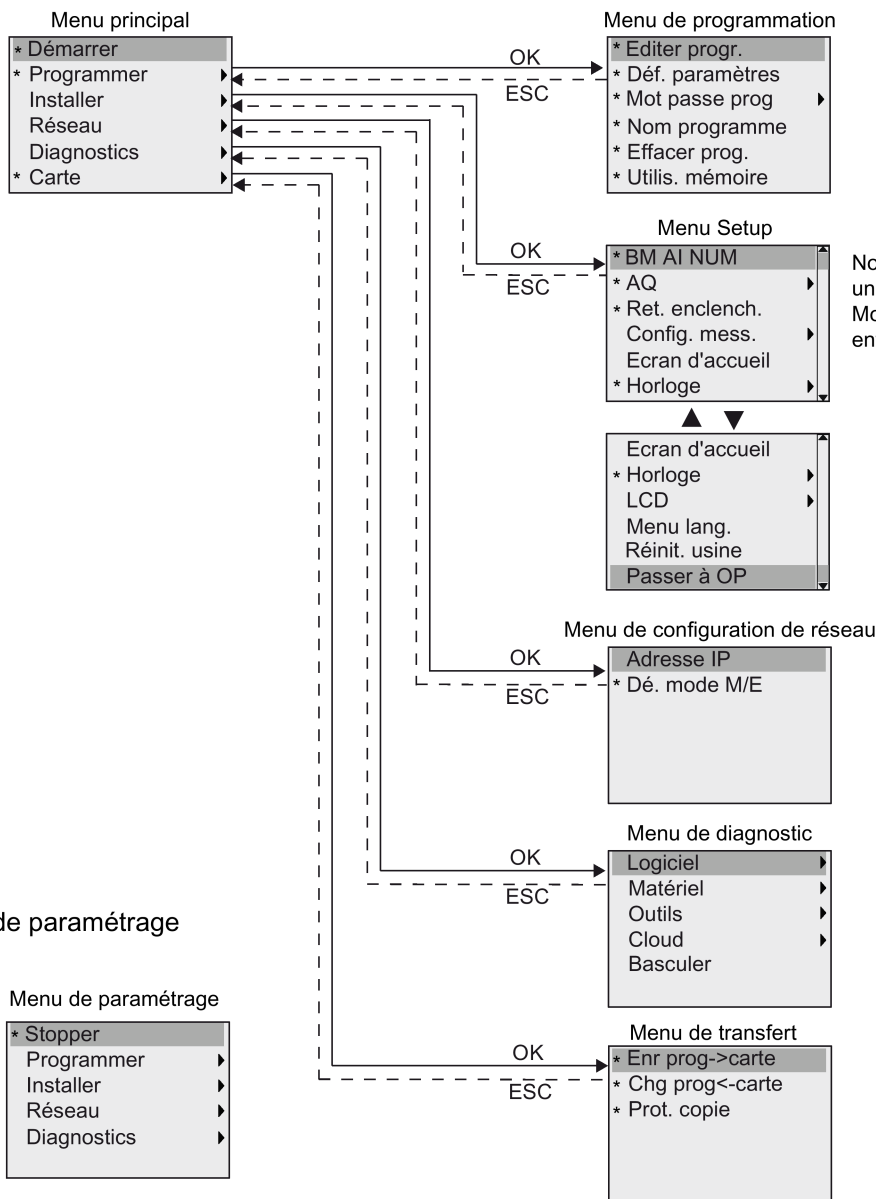 Menu principal
* Démarrer
* Programmer
Installer
Réseau
Diagnostics
* Carte
OK
ESC
Menu de programmation
* Editer progr.
* Déf. paramètres
* Mot passe prog
* Nom programme
* Effacer prog.
* Utilis. mémoire
OK
ESC
Menu Setup
* BM AI NUM
* AQ
* Ret. enclench.
Config. mess.
Ecran d'accueil
* Horloge
Ecran d'accueil
* Horloge
LCD
Menu lang.
Réinit. usine
Passer à OP
No
un
Mo
en
OK
ESC
Menu de configuration de réseau
Adresse IP
* Dé. mode M/E
OK
ESC
Menu de diagnostic
Logiciel
Matériel
Outils
Cloud
Basculer
de paramétrage
Menu de paramétrage
* Stopper
Programmer
Installer
Réseau
Diagnostics
OK
ESC
Menu de transfert
* Enr prog->carte
* Chg prog<-carte
* Prot. copie